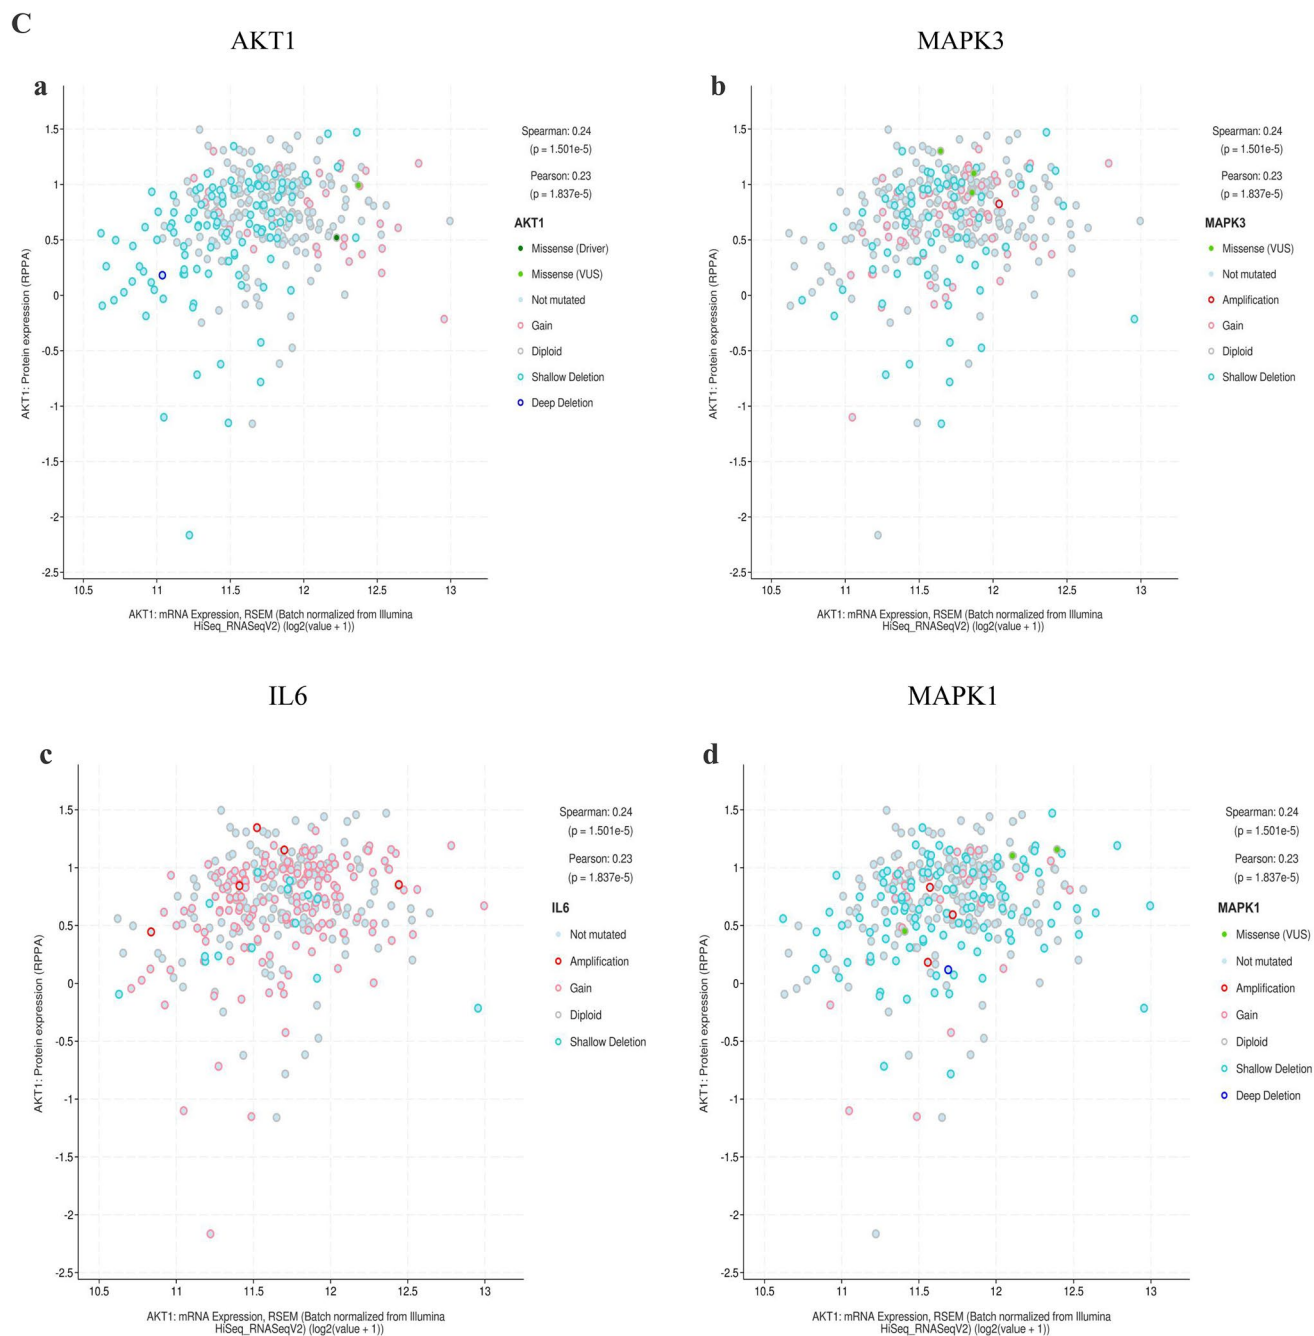 C
AKT1
MAPK3
a
1.5
1
0.5
0
-0.5
-1
-1.5
-2
-2.5
10.5 11 11.5 12 12.5 13
AKT1: Protein expression (RPPA)
AKT1: mRNA Expression, RSEM (Batch normalized from Illumina
HiSeq_RNASeqV2) (log2(value + 1))
Spearman: 0.24
(p = 1.501e-5)
Pearson: 0.23
(p = 1.837e-5)
AKT1
Missense (Driver)
Missense (VUS)
Not mutated
Gain
Diploid
Shallow Deletion
Deep Deletion
b
1.5
1
0.5
0
-0.5
-1
-1.5
-2
-2.5
10.5 11 11.5 12 12.5 13
AKT1: Protein expression (RPPA)
AKT1: mRNA Expression, RSEM (Batch normalized from Illumina
HiSeq_RNASeqV2) (log2(value + 1))
Spearman: 0.24
(p = 1.501e-5)
Pearson: 0.23
(p = 1.837e-5)
MAPK3
Missense (VUS)
Not mutated
Amplification
Gain
Diploid
Shallow Deletion
IL6
MAPK1
c
1.5
1
0.5
0
-0.5
-1
-1.5
-2
-2.5
10.5 11 11.5 12 12.5 13
AKT1: Protein expression (RPPA)
AKT1: mRNA Expression, RSEM (Batch normalized from Illumina
HiSeq_RNASeqV2) (log2(value + 1))
Spearman: 0.24
(p = 1.501e-5)
Pearson: 0.23
(p = 1.837e-5)
IL6
Not mutated
Amplification
Gain
Diploid
Shallow Deletion
d
1.5
1
0.5
0
-0.5
-1
-1.5
-2
-2.5
10.5 11 11.5 12 12.5 13
AKT1: Protein expression (RPPA)
AKT1: mRNA Expression, RSEM (Batch normalized from Illumina
HiSeq_RNASeqV2) (log2(value + 1))
Spearman: 0.24
(p = 1.501e-5)
Pearson: 0.23
(p = 1.837e-5)
MAPK1
Missense (VUS)
Not mutated
Amplification
Gain
Diploid
Shallow Deletion
Deep Deletion